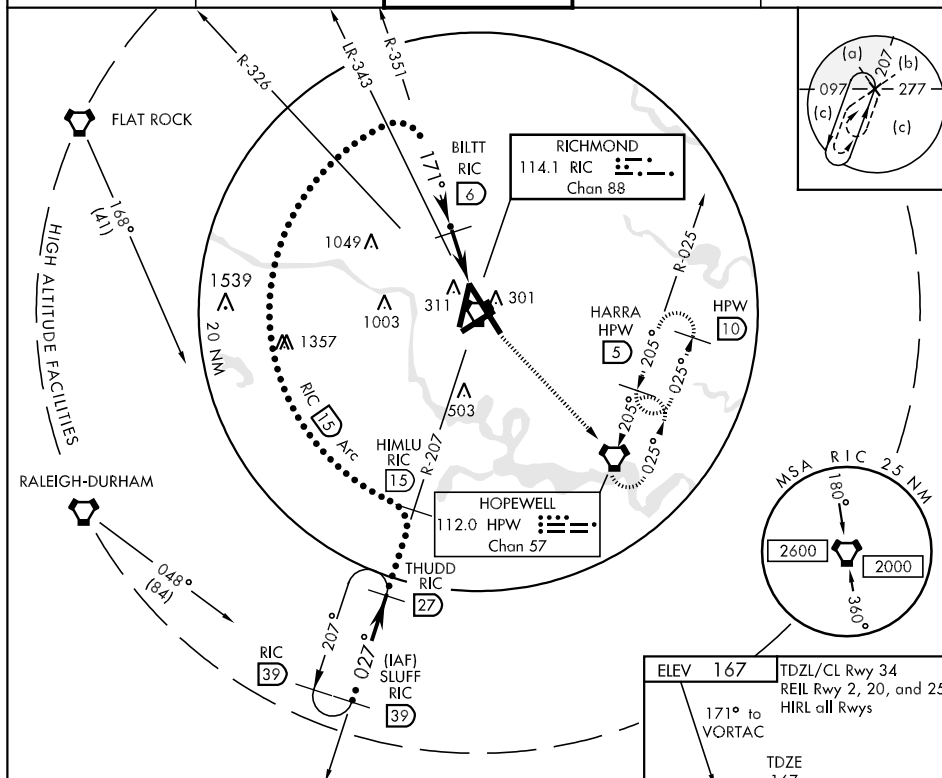 R-326
LR-343
R-351
FLAT ROCK
168°
(41)
HIGH ALTITUDE FACILITIES
171°
BILTT
RIC
6
RICHMOND
114.1 RIC
Chan 88
(a)
207
(b)
097
277
(c)
(c)
1049
1539
20 NM
1357
1003
311
301
503
R-025
HARRA
HPW
5
HPW
10
205°
025°
205°
025°
RIC 15 Arc
HIMLU
RIC
15
R-207
RALEIGH-DURHAM
048°
(84)
HOPEWELL
112.0 HPW
Chan 57
THUDD
RIC
27
207°
027°
RIC
39
(IAF)
SLUFF
RIC
39
MSA RIC 25 NM
180°
2600
2000
360°
ELEV 167
TDZL/CL Rwy 34
REIL Rwy 2, 20, and 25
HIRL all Rwys
171° to
VORTAC
TDZE